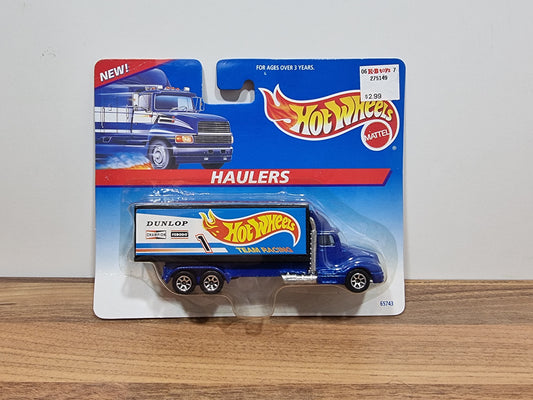 NEW!
FOR AGES OVER 3 YEARS.
275149
$2.99
HOT WHEELS
MATTEL
HAULERS
DUNLOP
CHAMPION FERODO
1
HOT WHEELS
TEAM RACING
65743